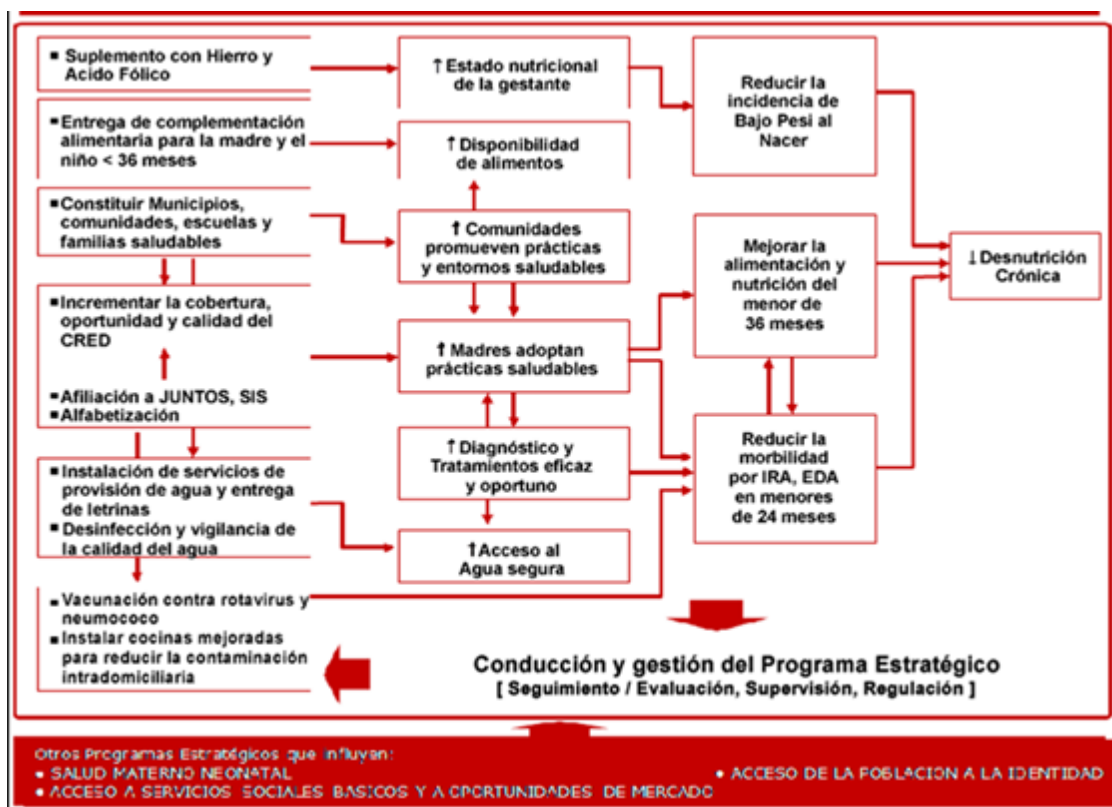 ▪ Suplemento con Hierro y
Acido Fólico
▪ Entrega de complementación
alimentaria para la madre y el
niño < 36 meses
▪ Constituir Municipios,
comunidades, escuelas y
familias saludables
▪ Incrementar la cobertura,
oportunidad y calidad del
CRED
▪ Afiliación a JUNTOS, SIS
▪ Alfabetización
▪ Instalación de servicios de
provisión de agua y entrega de
letrinas
▪ Desinfección y vigilancia de
la calidad del agua
▪ Vacunación contra rotavirus y
neumococo
▪ Instalar cocinas mejoradas
para reducir la contaminación
intradomiciliaria
↑ Estado nutricional
de la gestante
↑ Disponibilidad
de alimentos
↑ Comunidades
promueven prácticas
y entornos saludables
↑ Madres adoptan
prácticas saludables
↑ Diagnóstico y
Tratamientos eficaz
y oportuno
↑ Acceso al
Agua segura
Reducir la
incidencia de
Bajo Pesi al
Nacer
Mejorar la
alimentación y
nutrición del
menor de
36 meses
Reducir la
morbilidad
por IRA, EDA
en menores
de 24 meses
↓ Desnutrición
Crónica
Conducción y gestión del Programa Estratégico
[ Seguimiento / Evaluación, Supervisión, Regulación ]
Otros Programas Estratégicos que influyen:
• SALUD MATERNO NEONATAL
• ACCESO DE LA POBLACION A LA IDENTIDAD
• ACCESO A SERVICIOS SOCIALES BASICOS Y A OPORTUNIDADES DE MERCADO